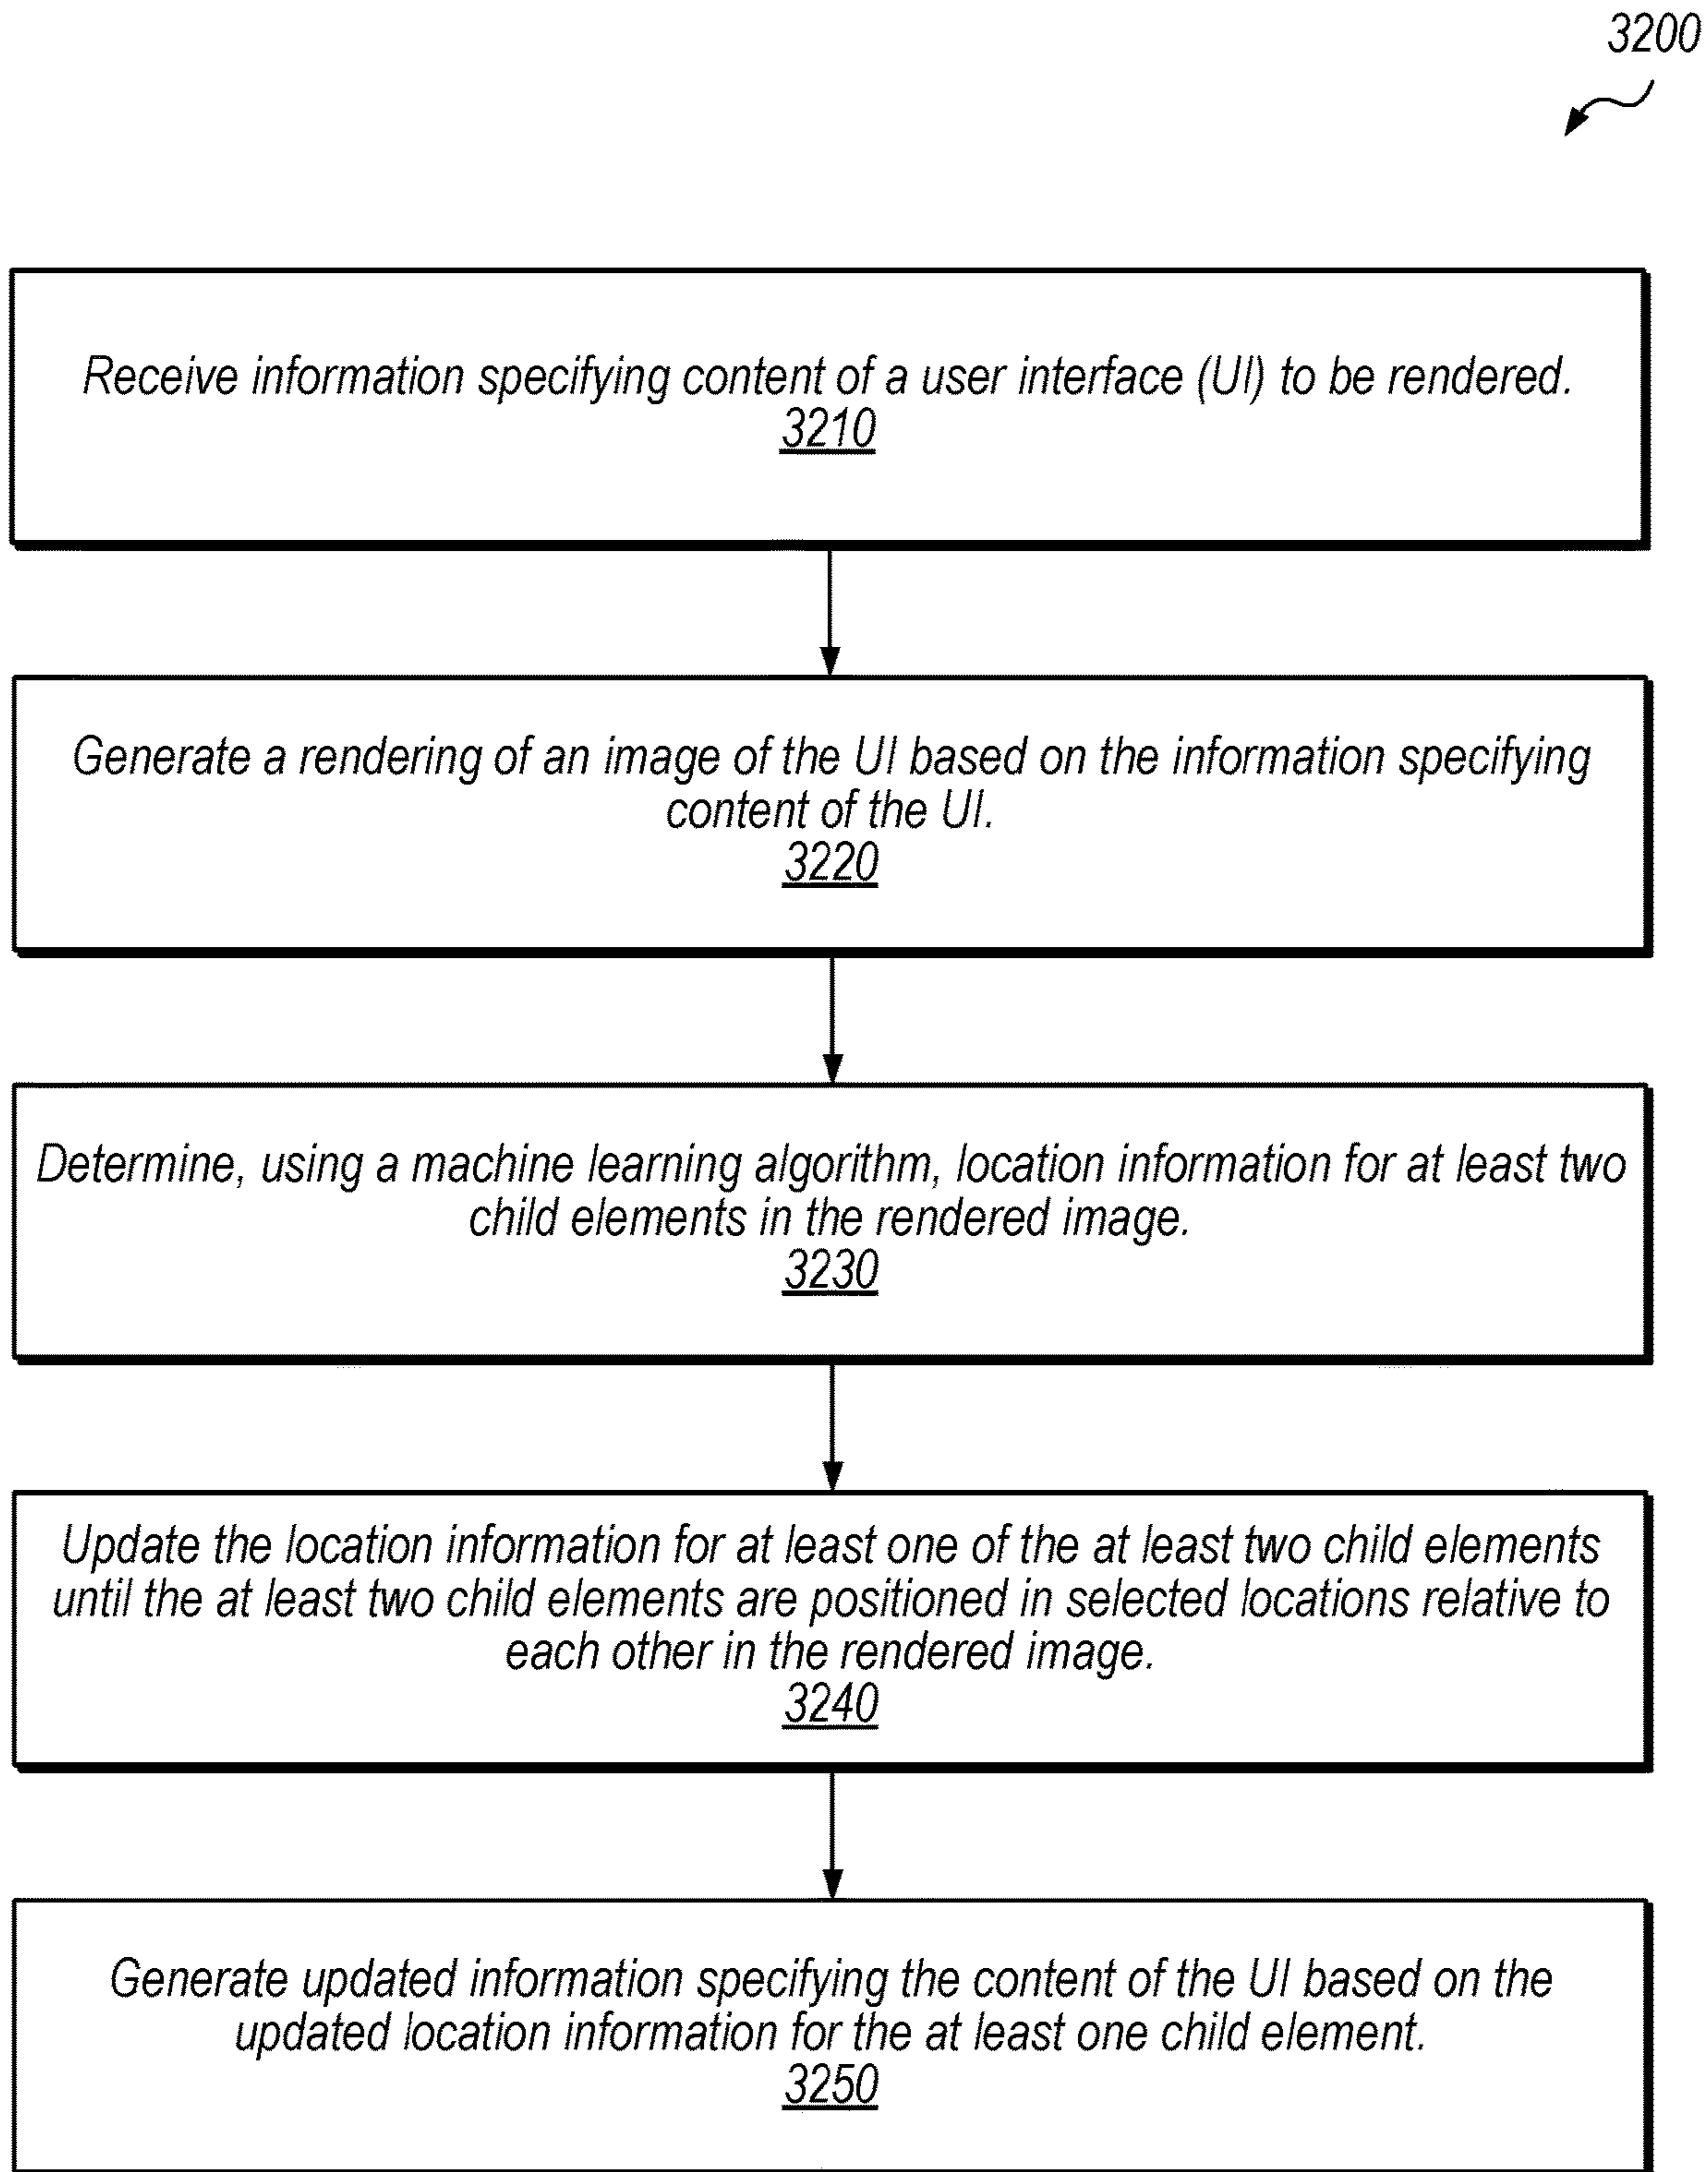 3200
Receive information specifying content of a user interface (UI) to be rendered.
3210
Generate a rendering of an image of the UI based on the information specifying
content of the UI.
3220
Determine, using a machine learning algorithm, location information for at least two
child elements in the rendered image.
3230
Update the location information for at least one of the at least two child elements
until the at least two child elements are positioned in selected locations relative to
each other in the rendered image.
3240
Generate updated information specifying the content of the UI based on the
updated location information for the at least one child element.
3250